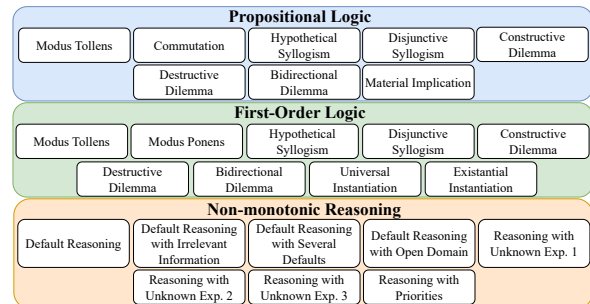 Propositional Logic
Modus Tollens
Commutation
Hypothetical
Syllogism
Disjunctive
Syllogism
Constructive
Dilemma
Destructive
Dilemma
Bidirectional
Dilemma
Material Implication
First-Order Logic
Modus Tollens
Modus Ponens
Hypothetical
Syllogism
Disjunctive
Syllogism
Constructive
Dilemma
Destructive
Dilemma
Bidirectional
Dilemma
Universal
Instantiation
Existantial
Instantiation
Non-monotonic Reasoning
Default Reasoning
Default Reasoning
with Irrelevant
Information
Default Reasoning
with Several
Defaults
Default Reasoning
with Open Domain
Reasoning with
Unknown Exp. 1
Reasoning with
Unknown Exp. 2
Reasoning with
Unknown Exp. 3
Reasoning with
Priorities